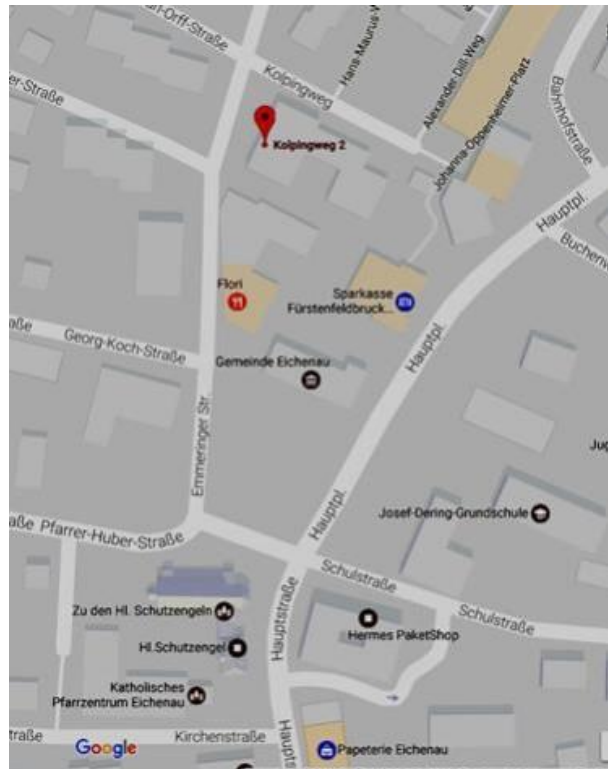 rl-Orff-Straße
er-Straße
Kolpingweg
Hans-Maurus-W
Alexander-Dill-Weg
Johanna-Oppenheimer-Platz
Bahnhofstraße
Kolpingweg 2
Hauptpl.
Buchenw
Flori
Sparkasse
Fürstenfeldbruck...
Hauptpl.
aße
Georg-Koch-Straße
Gemeinde Eichenau
Emmeringer Str.
Jug
Josef-Dering-Grundschule
Hauptpl.
aße Pfarrer-Huber-Straße
Schulstraße
Schulstraße
Zu den Hl. Schutzengeln
Hauptstraße
Hermes PaketShop
Hl.Schutzengel
Katholisches
Pfarrzentrum Eichenau
traße
Google
Kirchenstraße
Hauptst
Papeterie Eichenau